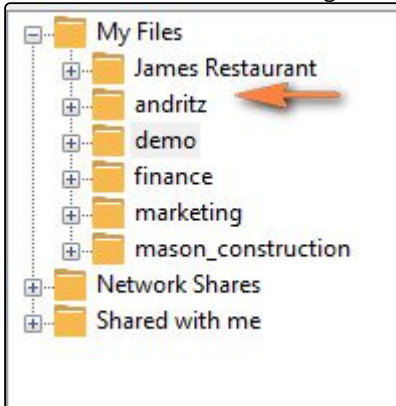 My Files
James Restaurant
andritz
demo
finance
marketing
mason_construction
Network Shares
Shared with me